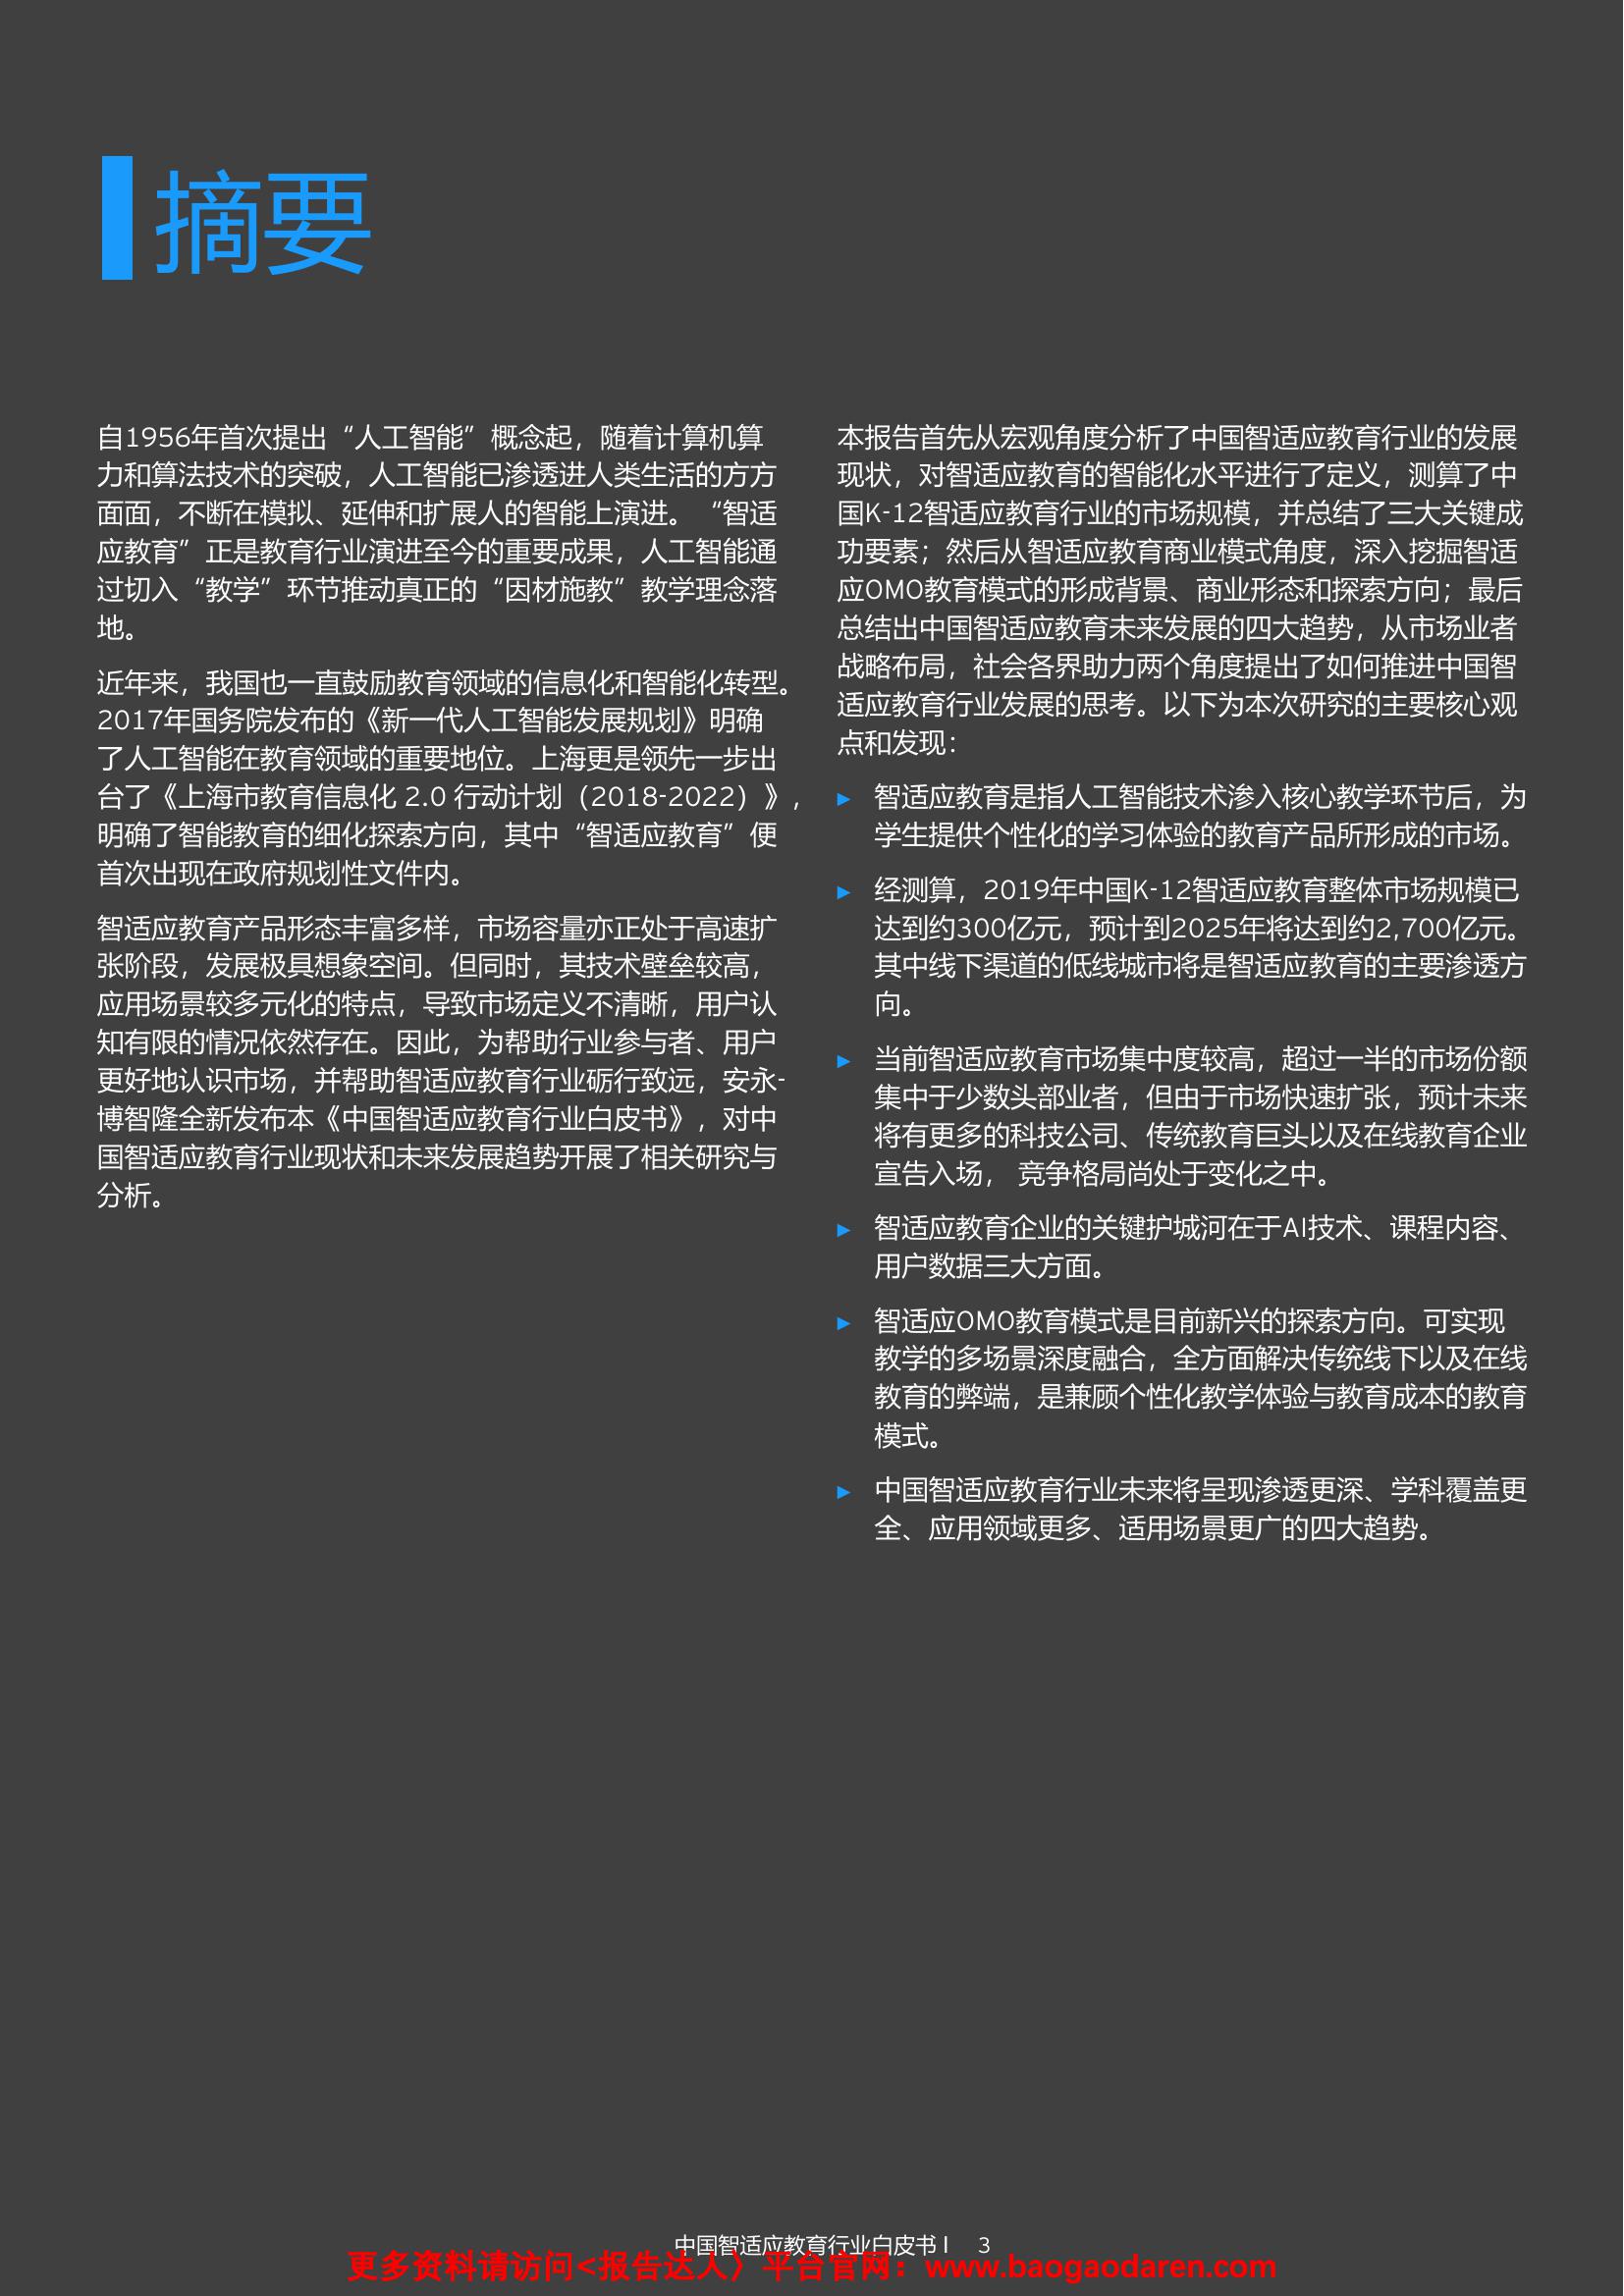 摘要
自1956年首次提出“人工智能”概念起，随着计算机算
力和算法技术的突破，人工智能已渗透进人类生活的方方
面面，不断在模拟、延伸和扩展人的智能上演进。“智适
应教育”正是教育行业演进至今的重要成果，人工智能通
过切入“教学”环节推动真正的“因材施教”教学理念落
地。
近年来，我国也一直鼓励教育领域的信息化和智能化转型。
2017年国务院发布的《新一代人工智能发展规划》明确
了人工智能在教育领域的重要地位。上海更是领先一步出
台了《上海市教育信息化 2.0 行动计划（2018-2022）》，
明确了智能教育的细化探索方向，其中“智适应教育”便
首次出现在政府规划性文件内。
智适应教育产品形态丰富多样，市场容量亦正处于高速扩
张阶段，发展极具想象空间。但同时，其技术壁垒较高，
应用场景较多元化的特点，导致市场定义不清晰，用户认
知有限的情况依然存在。因此，为帮助行业参与者、用户
更好地认识市场，并帮助智适应教育行业砺行致远，安永-
博智隆全新发布本《中国智适应教育行业白皮书》，对中
国智适应教育行业现状和未来发展趋势开展了相关研究与
分析。
本报告首先从宏观角度分析了中国智适应教育行业的发展
现状，对智适应教育的智能化水平进行了定义，测算了中
国K-12智适应教育行业的市场规模，并总结了三大关键成
功要素；然后从智适应教育商业模式角度，深入挖掘智适
应OMO教育模式的形成背景、商业形态和探索方向；最后
总结出中国智适应教育未来发展的四大趋势，从市场业者
战略布局，社会各界助力两个角度提出了如何推进中国智
适应教育行业发展的思考。以下为本次研究的主要核心观
点和发现：
► 智适应教育是指人工智能技术渗入核心教学环节后，为
学生提供个性化的学习体验的教育产品所形成的市场。
► 经测算，2019年中国K-12智适应教育整体市场规模已
达到约300亿元，预计到2025年将达到约2,700亿元。
其中线下渠道的低线城市将是智适应教育的主要渗透方
向。
► 当前智适应教育市场集中度较高，超过一半的市场份额
集中于少数头部业者，但由于市场快速扩张，预计未来
将有更多的科技公司、传统教育巨头以及在线教育企业
宣告入场， 竞争格局尚处于变化之中。
► 智适应教育企业的关键护城河在于AI技术、课程内容、
用户数据三大方面。
► 智适应OMO教育模式是目前新兴的探索方向。可实现
教学的多场景深度融合，全方面解决传统线下以及在线
教育的弊端，是兼顾个性化教学体验与教育成本的教育
模式。
► 中国智适应教育行业未来将呈现渗透更深、学科覆盖更
全、应用领域更多、适用场景更广的四大趋势。
中国智适应教育行业白皮书 I 3
更多资料请访问<报告达人〉平台官网：www.baogaodaren.com